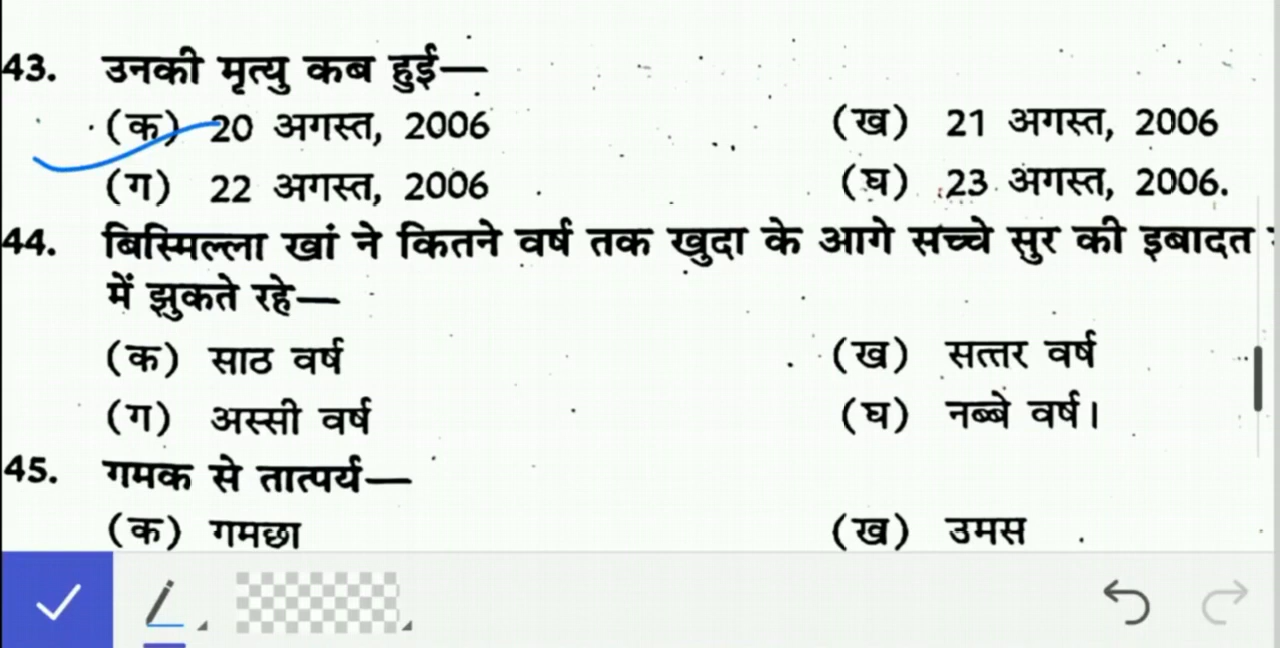 43. उनकी मृत्यु कब हुई—
(क) 20 अगस्त, 2006 (ख) 21 अगस्त, 2006
(ग) 22 अगस्त, 2006 (घ) 23 अगस्त, 2006.
44. बिस्मिल्ला खां ने कितने वर्ष तक खुदा के आगे सच्चे सुर की इबादत
में झुकते रहे—
(क) साठ वर्ष (ख) सत्तर वर्ष
(ग) अस्सी वर्ष (घ) नब्बे वर्ष।
45. गमक से तात्पर्य—
(क) गमछा (ख) उमस